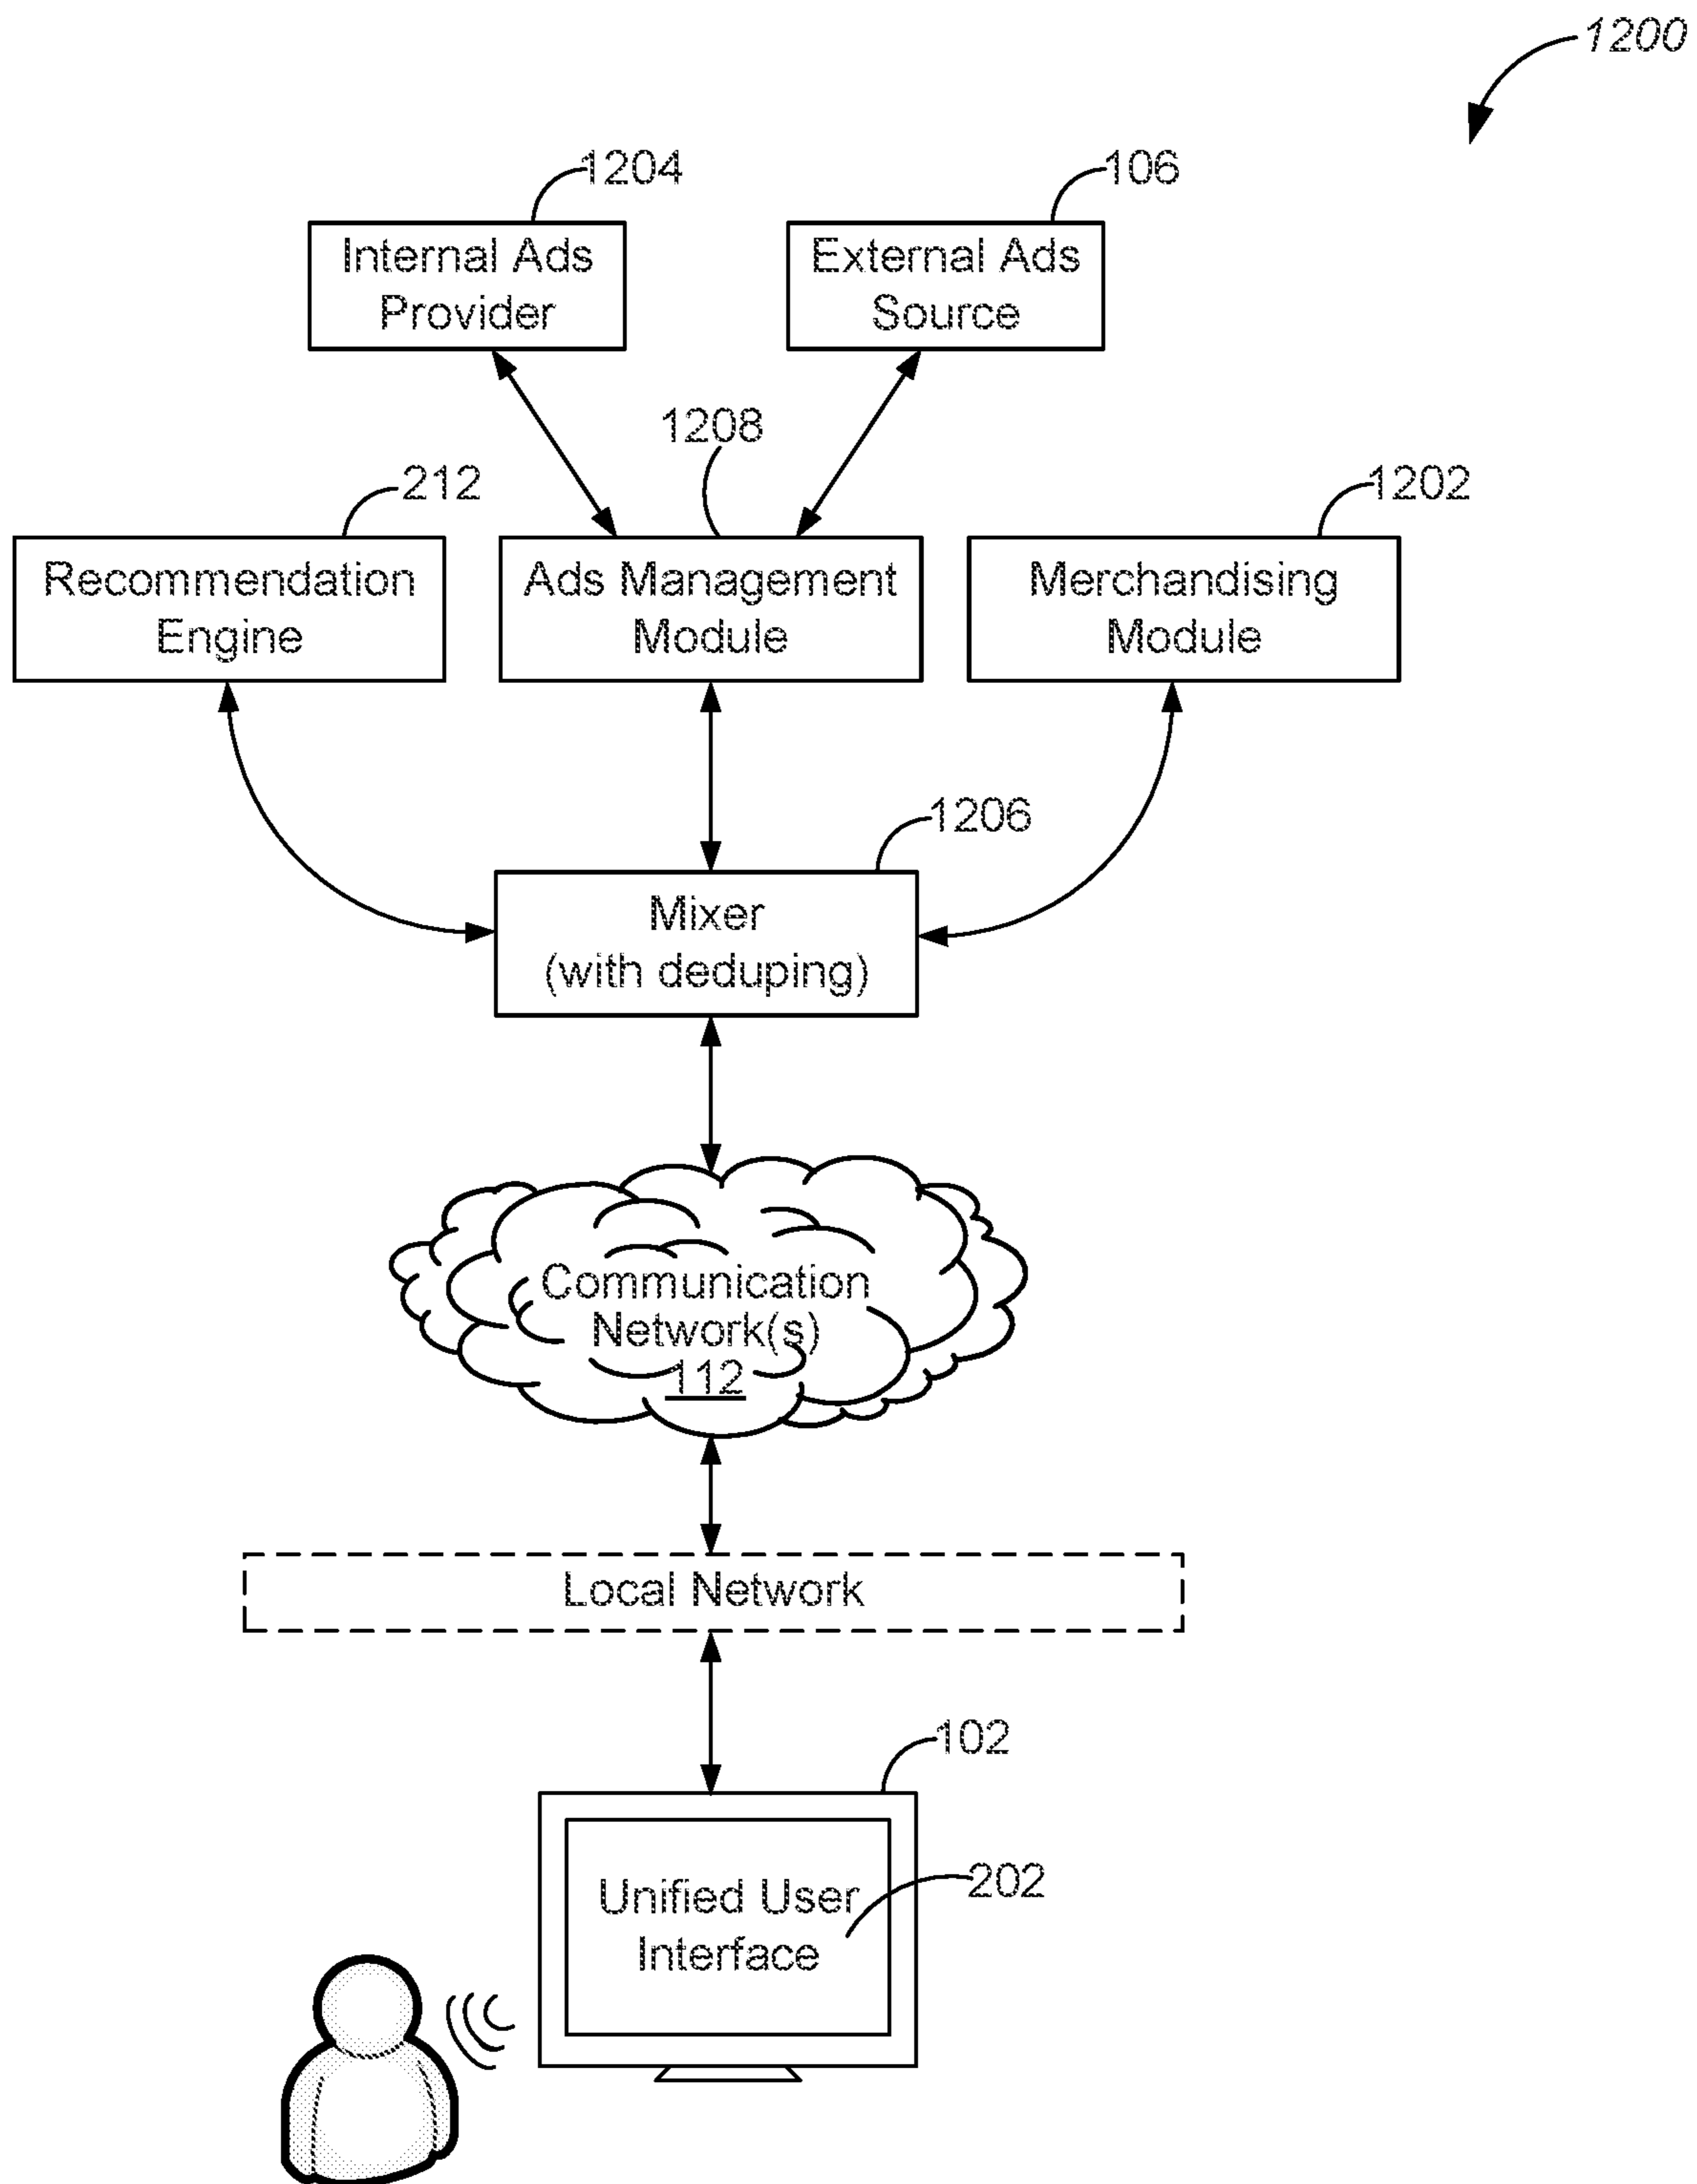 1200
1204
106
Internal Ads
Provider
External Ads
Source
1208
212
1202
Recommendation
Engine
Ads Management
Module
Merchandising
Module
1206
Mixer
(with deduping)
Communication
Network(s)
112
Local Network
102
Unified User
Interface
202